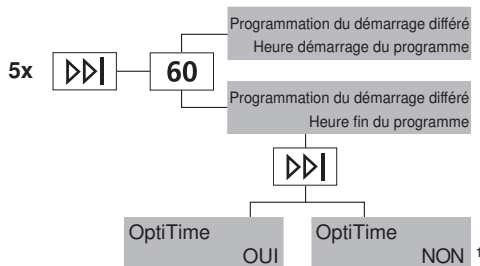 Programmation du démarrage différé
Heure démarrage du programme
5x
60
Programmation du démarrage différé
Heure fin du programme
OptiTime
OUI
OptiTime
NON 1